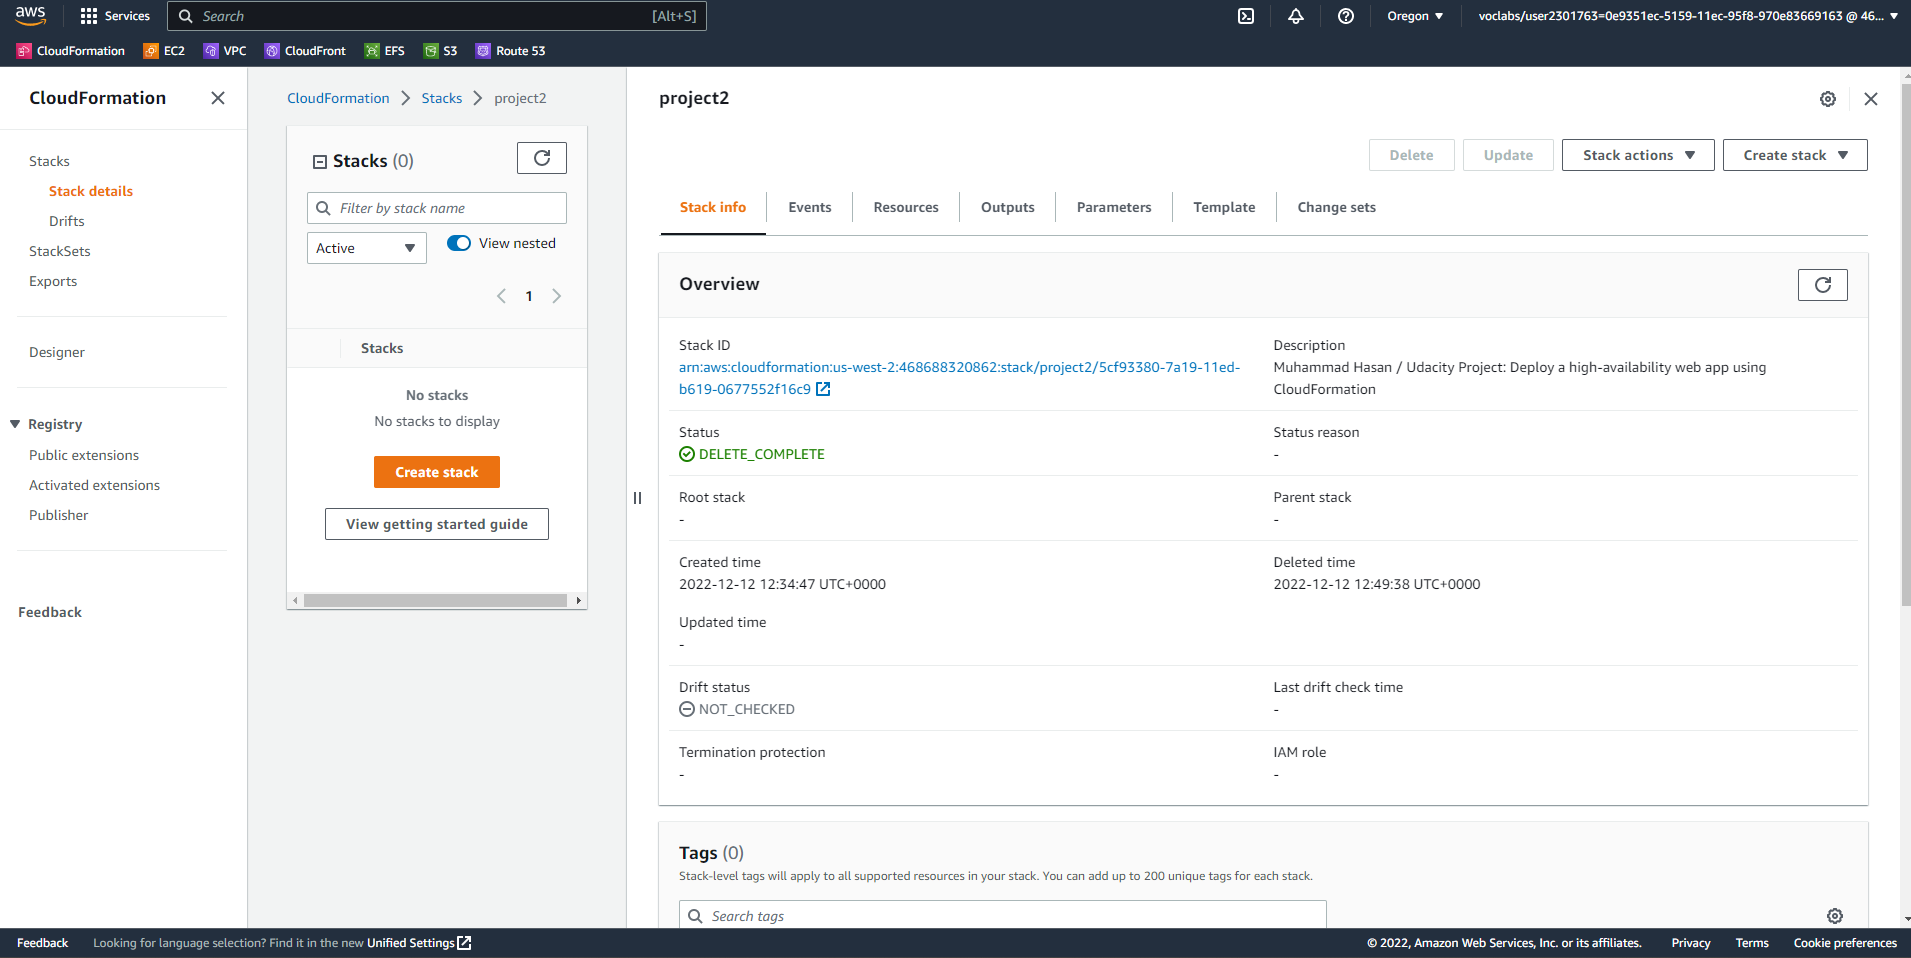 aws
Services
Search [Alt+S]
Oregon
voclabs/user2301763=0e9351ec-5159-11ec-95f8-970e83669163 @ 46...
CloudFormation EC2 VPC CloudFront EFS S3 Route 53
CloudFormation
Stacks
Stack details
Drifts
StackSets
Exports
Designer
Registry
Public extensions
Activated extensions
Publisher
Feedback
CloudFormation Stacks project2
Stacks (0)
Filter by stack name
Active
View nested
1
Stacks
No stacks
No stacks to display
Create stack
View getting started guide
project2
Delete Update Stack actions Create stack
Stack info Events Resources Outputs Parameters Template Change sets
Overview
Stack ID
arn:aws:cloudformation:us-west-2:468688320862:stack/project2/5cf93380-7a19-11ed-
b619-0677552f16c9
Description
Muhammad Hasan / Udacity Project: Deploy a high-availability web app using
CloudFormation
Status
DELETE_COMPLETE
Status reason
-
Root stack
-
Parent stack
-
Created time
2022-12-12 12:34:47 UTC+0000
Deleted time
2022-12-12 12:49:38 UTC+0000
Updated time
-
Drift status
NOT_CHECKED
Last drift check time
-
Termination protection
-
IAM role
-
Tags (0)
Stack-level tags will apply to all supported resources in your stack. You can add up to 200 unique tags for each stack.
Search tags
Feedback Looking for language selection? Find it in the new Unified Settings
© 2022, Amazon Web Services, Inc. or its affiliates. Privacy Terms Cookie preferences